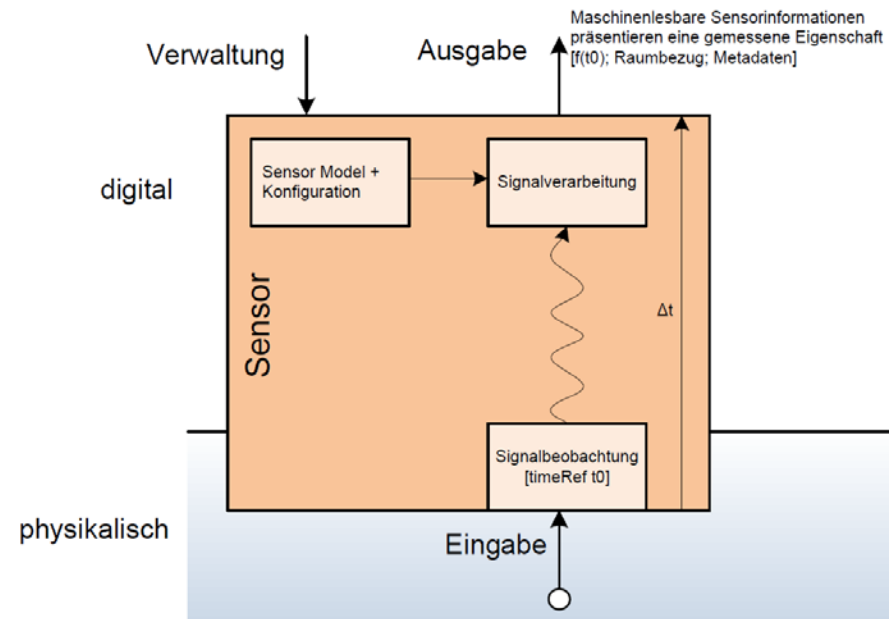 Maschinenlesbare Sensorinformationen
präsentieren eine gemessene Eigenschaft
[f(t0); Raumbezug; Metadaten]
Verwaltung
Ausgabe
digital
Sensor Model +
Konfiguration
Signalverarbeitung
Sensor
Δt
Signalbeobachtung
[timeRef t0]
physikalisch
Eingabe